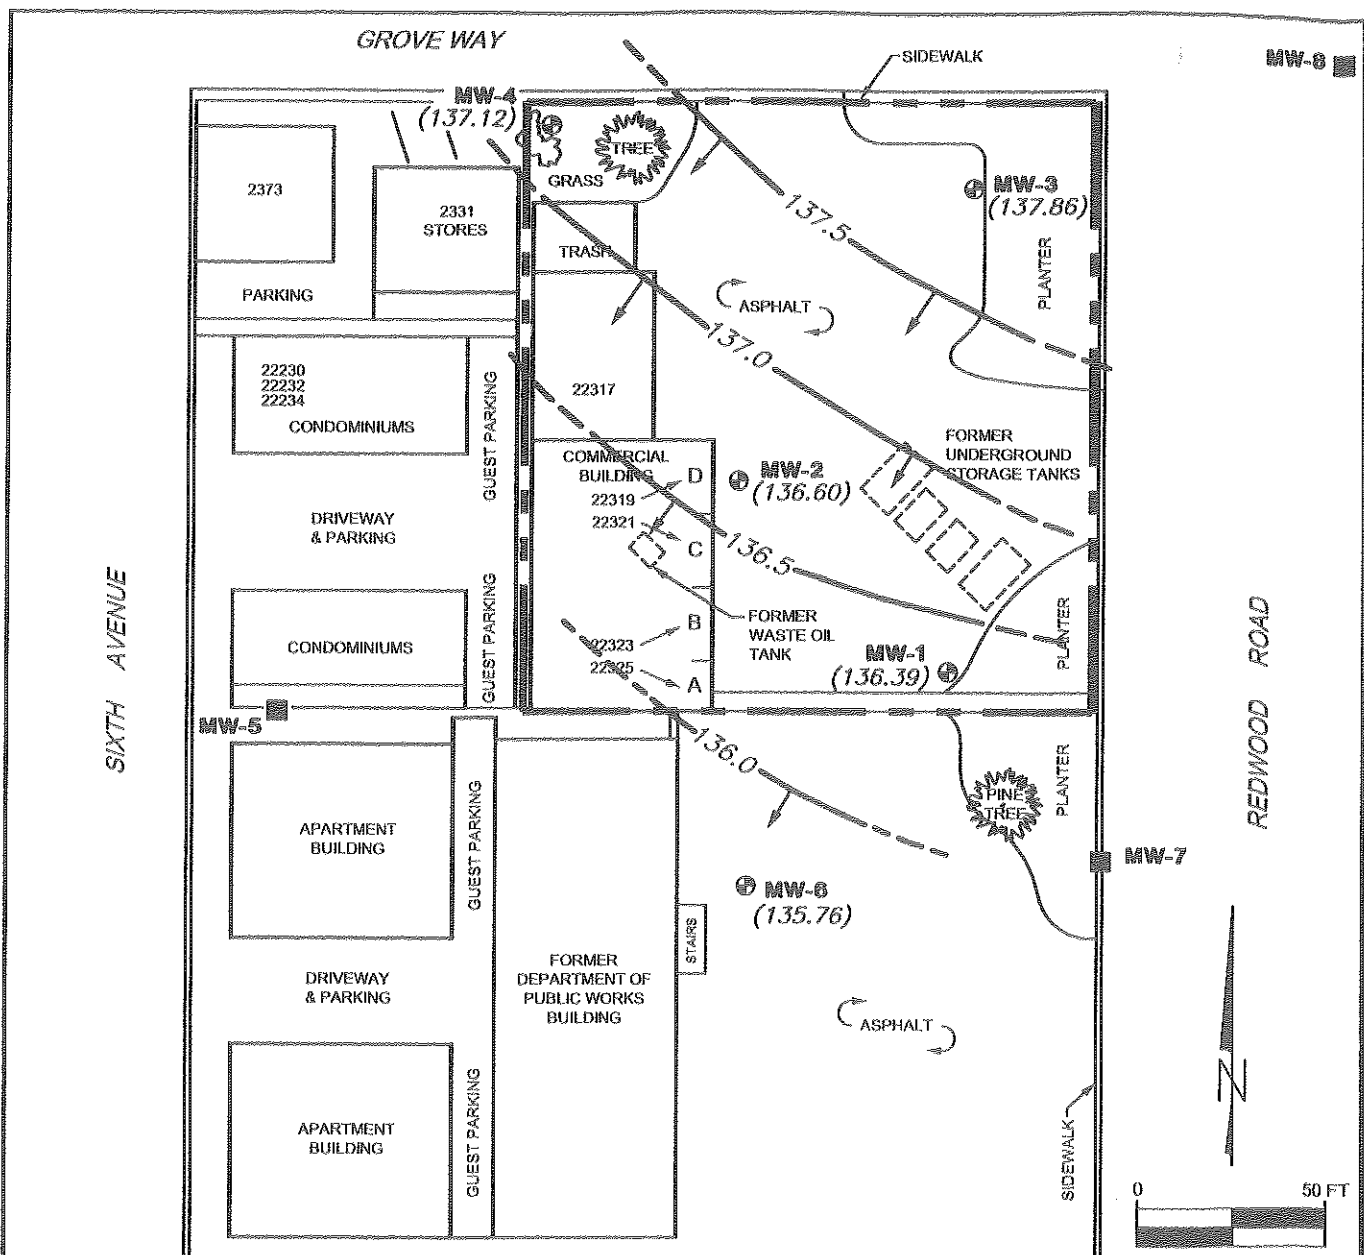 GROVE WAY
SIDEWALK
MW-8
MW-4
(137.12)
TREE
GRASS
2373
2331
STORES
MW-3
(137.86)
137.5
PLANTER
TRASH
PARKING
ASPHALT
137.0
22230
22232
22234
CONDOMINIUMS
GUEST PARKING
22317
FORMER
UNDERGROUND
STORAGE TANKS
COMMERCIAL
BUILDING
D
22319
22321
C
MW-2
(136.60)
136.5
DRIVEWAY
& PARKING
SIXTH AVENUE
CONDOMINIUMS
GUEST PARKING
22323
B
22325
A
FORMER
WASTE OIL
TANK
MW-1
(136.39)
PLANTER
REDWOOD ROAD
MW-5
136.0
PINE
TREE
PLANTER
APARTMENT
BUILDING
GUEST PARKING
MW-7
MW-6
(135.76)
STAIRS
DRIVEWAY
& PARKING
FORMER
DEPARTMENT OF
PUBLIC WORKS
BUILDING
ASPHALT
N
APARTMENT
BUILDING
GUEST PARKING
SIDEWALK
0 50 FT